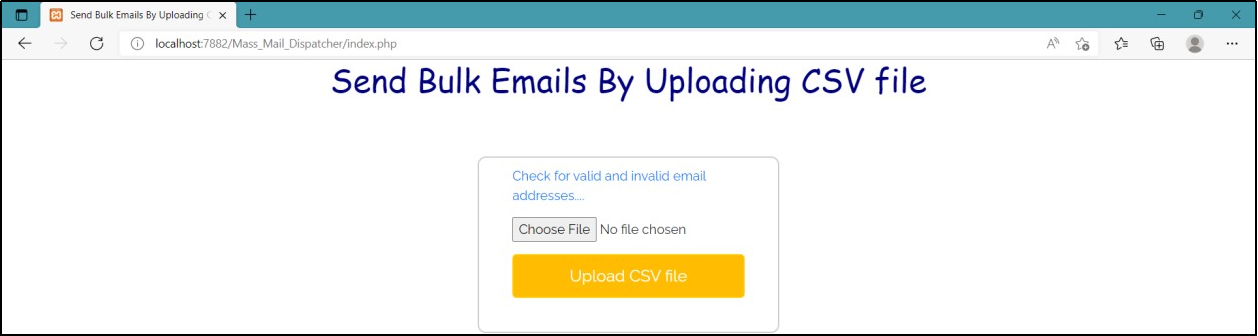 Send Bulk Emails By Uploading C
localhost:7882/Mass_Mail_Dispatcher/index.php
Send Bulk Emails By Uploading CSV file
Check for valid and invalid email
addresses....
Choose File No file chosen
Upload CSV file